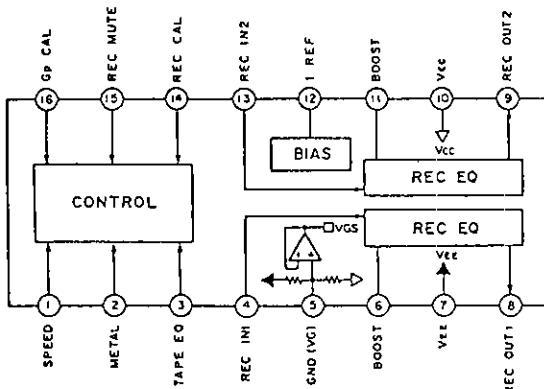 Gp CAL
REC MUTE
REC CAL
REC IN2
I REF
BOOST
Vcc
REC OUT2
16
15
14
13
12
11
10
9
BIAS
Vcc
REC EQ
CONTROL
REC EQ
VGS
VEE
1
2
3
4
5
6
7
8
SPEED
METAL
TAPE EQ
REC IN1
GND (VG)
BOOST
VEE
REC OUT1